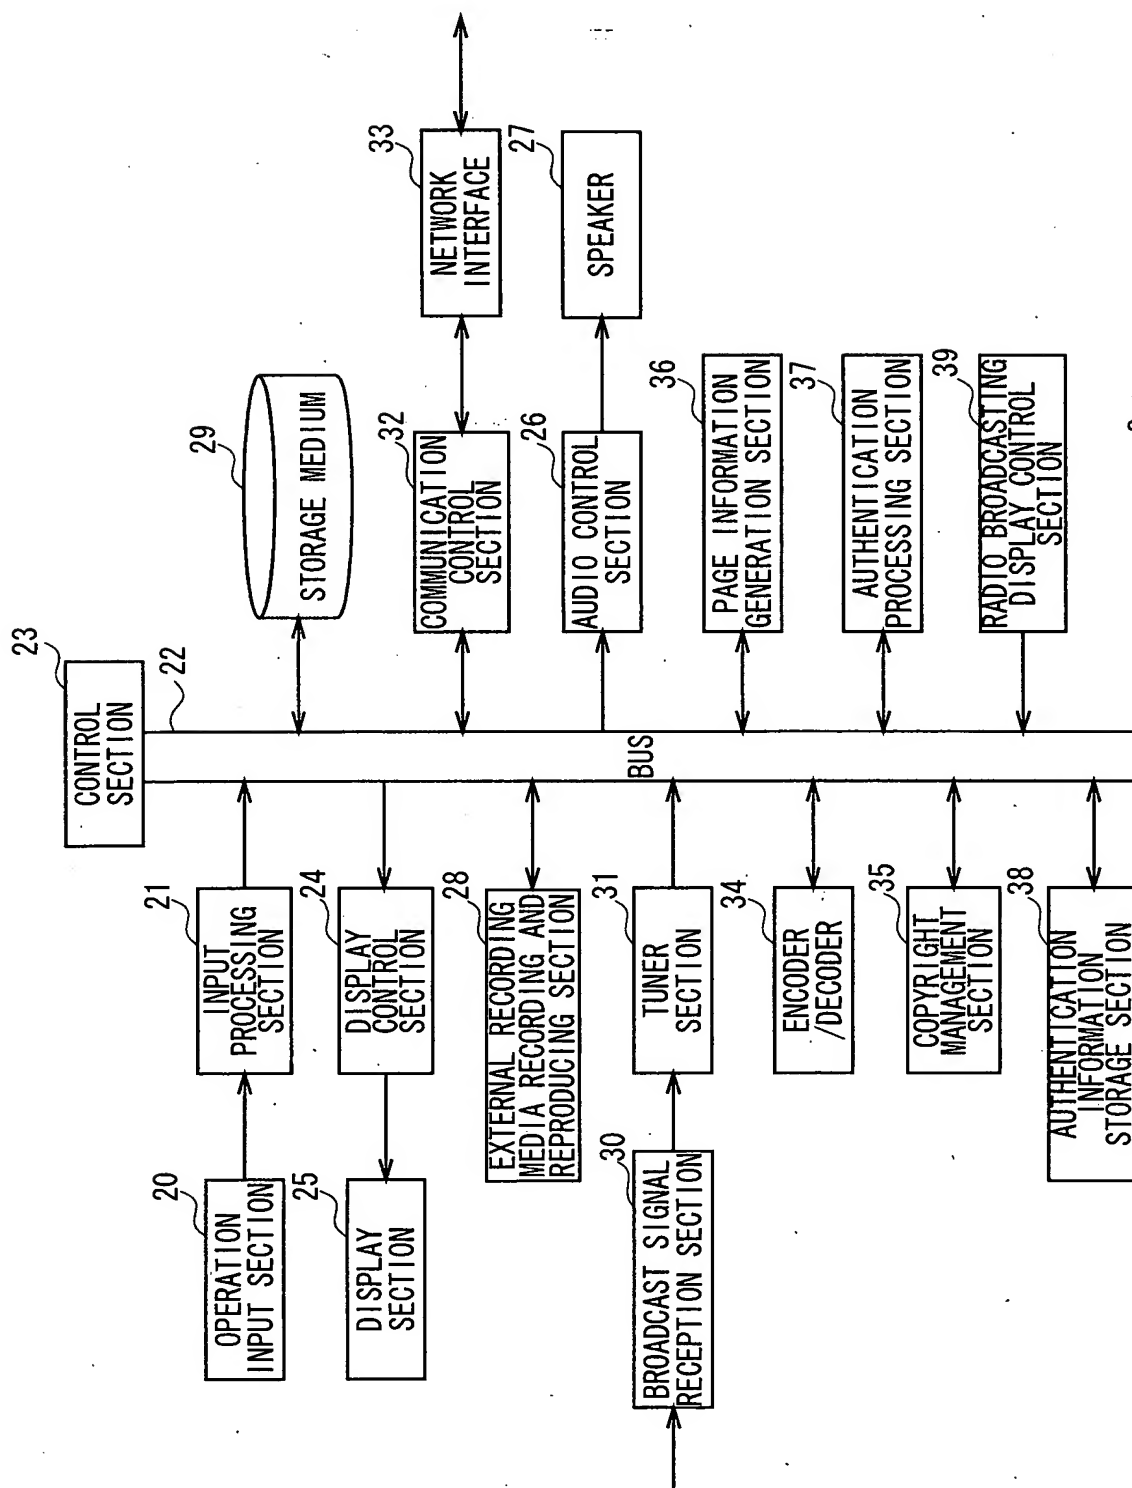 23
CONTROL
SECTION
22
BUS
20
OPERATION
INPUT SECTION
21
INPUT
PROCESSING
SECTION
25
DISPLAY
SECTION
24
DISPLAY
CONTROL
SECTION
28
EXTERNAL RECORDING
MEDIA RECORDING AND
REPRODUCING SECTION
30
BROADCAST SIGNAL
RECEPTION SECTION
31
TUNER
SECTION
34
ENCODER
/DECODER
35
COPYRIGHT
MANAGEMENT
SECTION
38
AUTHENTICATION
INFORMATION
STORAGE SECTION
29
STORAGE MEDIUM
32
COMMUNICATION
CONTROL
SECTION
33
NETWORK
INTERFACE
26
AUDIO CONTROL
SECTION
27
SPEAKER
36
PAGE INFORMATION
GENERATION SECTION
37
AUTHENTICATION
PROCESSING SECTION
39
RADIO BROADCASTING
DISPLAY CONTROL
SECTION